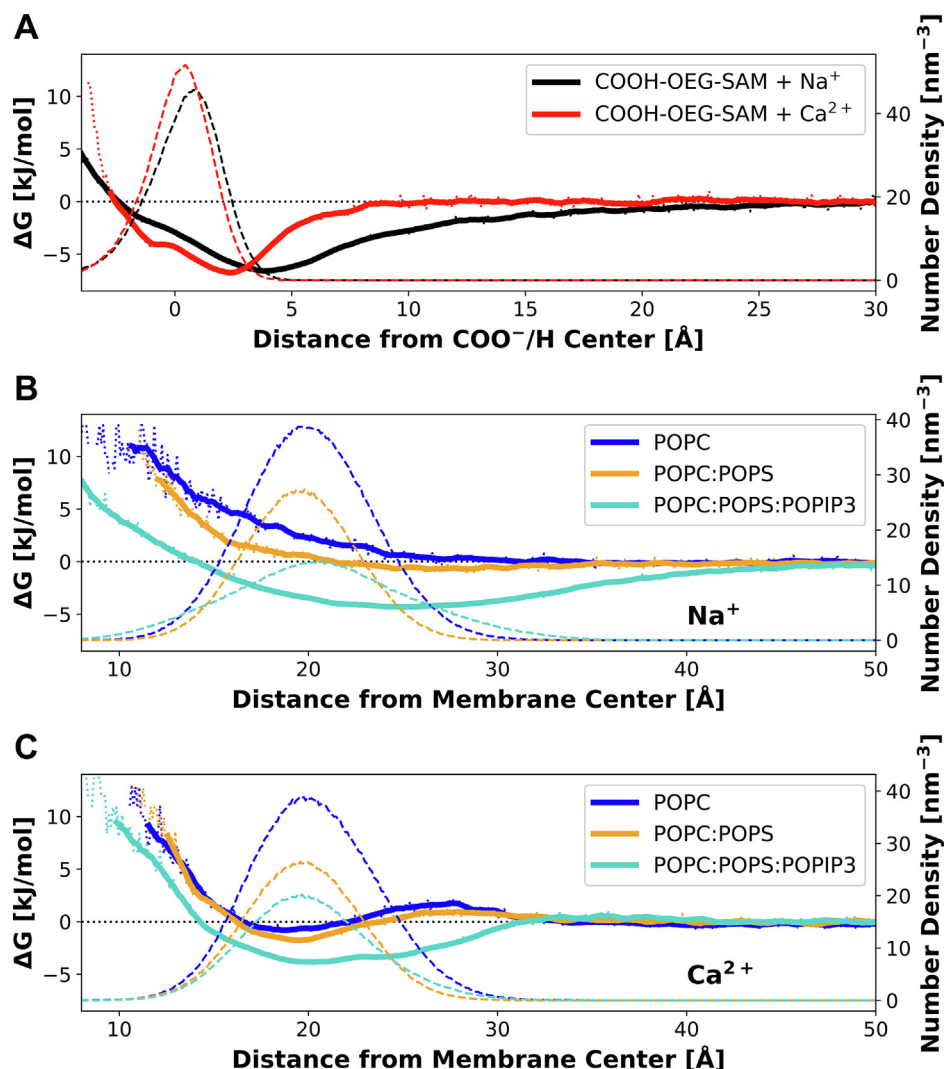 A
ΔG [kJ/mol]
10
5
0
−5
COOH-OEG-SAM + Na⁺
COOH-OEG-SAM + Ca²⁺
40
20
0
Number Density [nm⁻³]
0 5 10 15 20 25 30
Distance from COO⁻/H Center [Å]
B
ΔG [kJ/mol]
10
5
0
−5
POPC
POPC:POPS
POPC:POPS:POPIP3
Na⁺
40
30
20
10
0
Number Density [nm⁻³]
10 20 30 40 50
Distance from Membrane Center [Å]
C
ΔG [kJ/mol]
10
5
0
−5
POPC
POPC:POPS
POPC:POPS:POPIP3
Ca²⁺
40
30
20
10
0
Number Density [nm⁻³]
10 20 30 40 50
Distance from Membrane Center [Å]